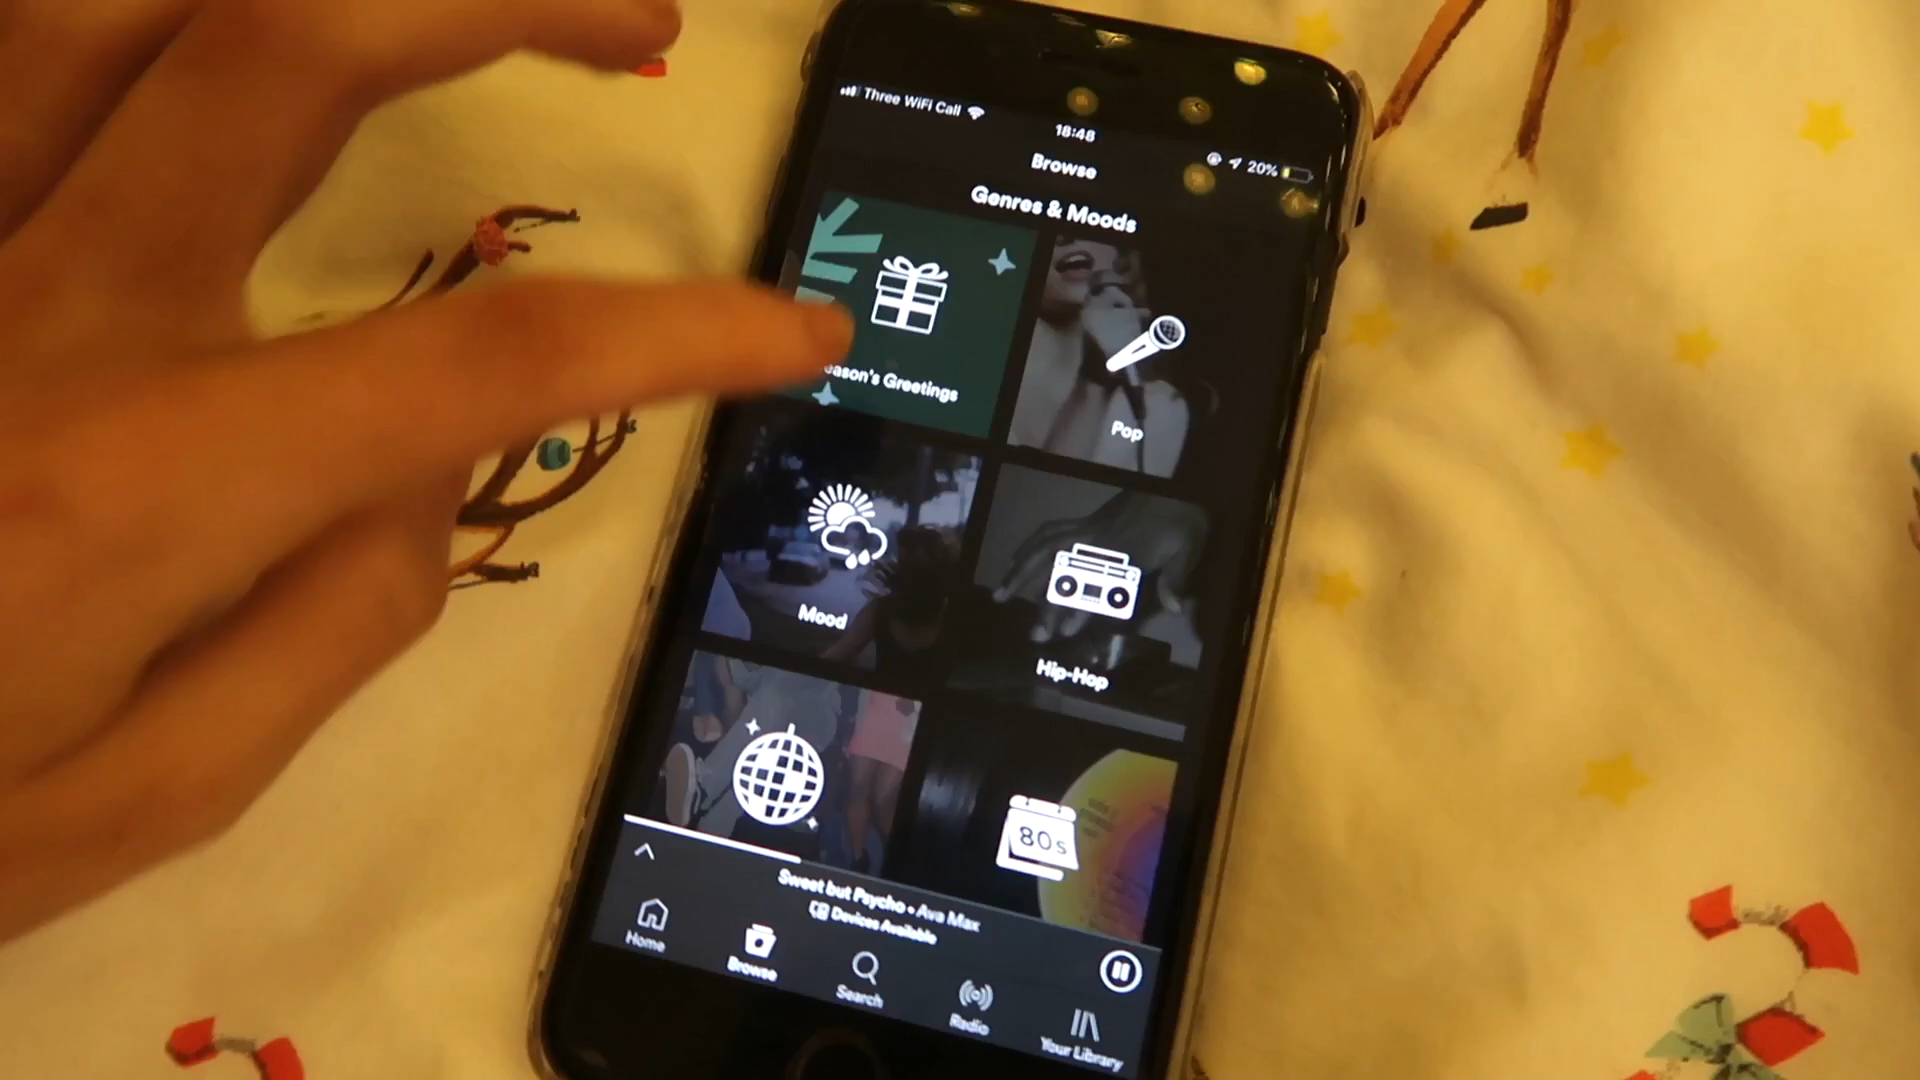 Three WiFi Call
18:48
20%
Browse
Genres & Moods
eason's Greetings
Pop
Mood
Hip-Hop
80s
Sweet but Psycho • Ava Max
Devices Available
Home
Browse
Search
Radio
Your Library